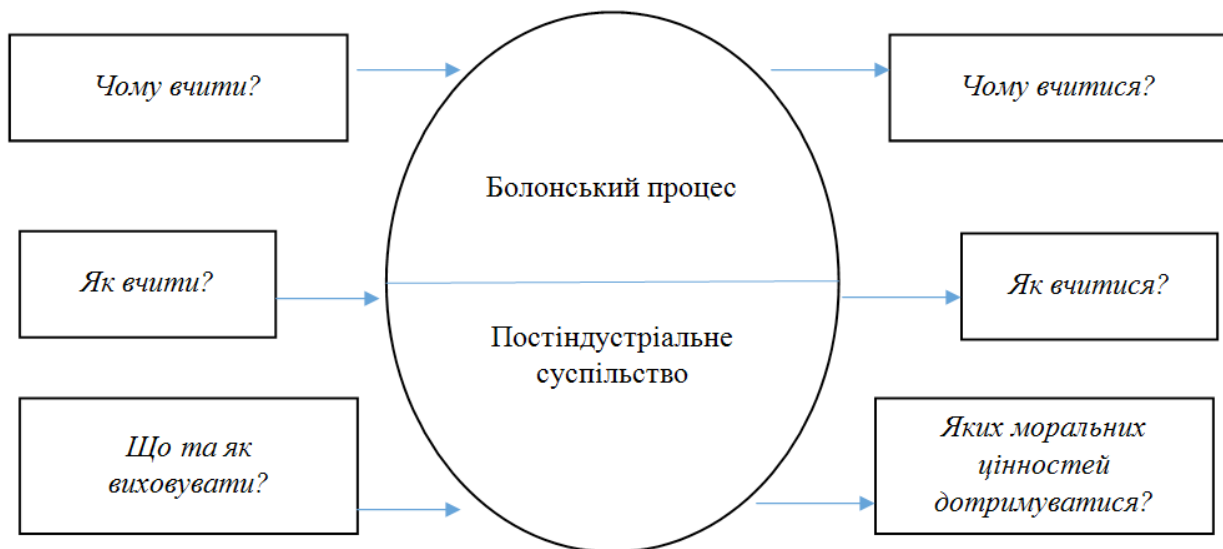 Чому вчити?
Чому вчитися?
Болонський процес
Як вчити?
Як вчитися?
Постіндустріальне
суспільство
Що та як
виховувати?
Яких моральних
цінностей
дотримуватися?